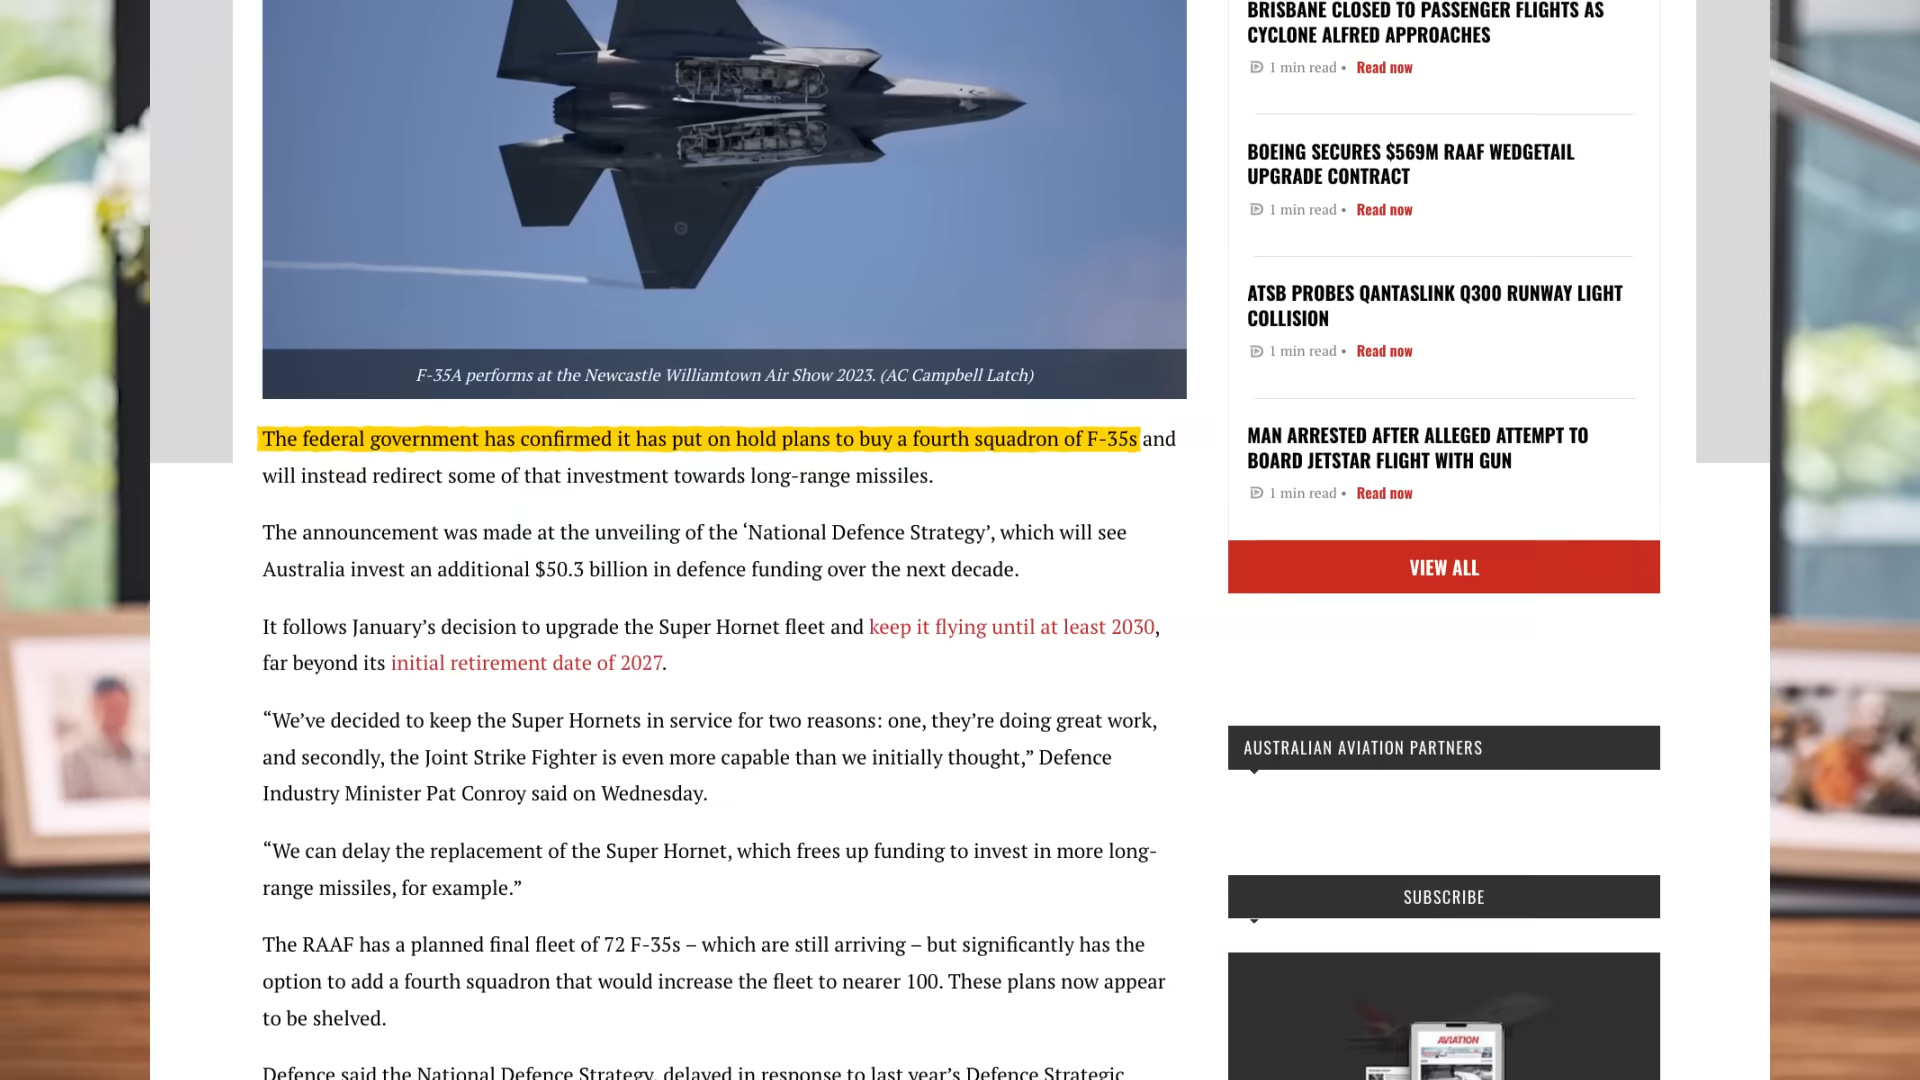 F-35A performs at the Newcastle Williamtown Air Show 2023. (AC Campbell Latch)
The federal government has confirmed it has put on hold plans to buy a fourth squadron of F-35s and
will instead redirect some of that investment towards long-range missiles.
The announcement was made at the unveiling of the ‘National Defence Strategy’, which will see
Australia invest an additional $50.3 billion in defence funding over the next decade.
It follows January’s decision to upgrade the Super Hornet fleet and keep it flying until at least 2030,
far beyond its initial retirement date of 2027.
“We’ve decided to keep the Super Hornets in service for two reasons: one, they’re doing great work,
and secondly, the Joint Strike Fighter is even more capable than we initially thought,” Defence
Industry Minister Pat Conroy said on Wednesday.
“We can delay the replacement of the Super Hornet, which frees up funding to invest in more long-
range missiles, for example.”
The RAAF has a planned final fleet of 72 F-35s – which are still arriving – but significantly has the
option to add a fourth squadron that would increase the fleet to nearer 100. These plans now appear
to be shelved.
Defence said the National Defence Strategy, delayed in response to last year’s Defence Strategic
BRISBANE CLOSED TO PASSENGER FLIGHTS AS
CYCLONE ALFRED APPROACHES
1 min read • Read now
BOEING SECURES $569M RAAF WEDGETAIL
UPGRADE CONTRACT
1 min read • Read now
ATSB PROBES QANTASLINK Q300 RUNWAY LIGHT
COLLISION
1 min read • Read now
MAN ARRESTED AFTER ALLEGED ATTEMPT TO
BOARD JETSTAR FLIGHT WITH GUN
1 min read • Read now
VIEW ALL
AUSTRALIAN AVIATION PARTNERS
SUBSCRIBE
AVIATION